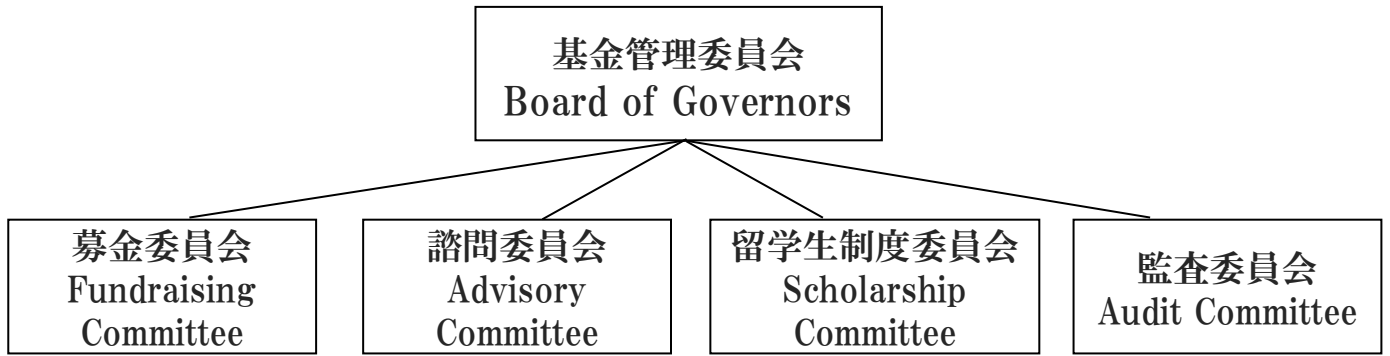 基金管理委員会
Board of Governors
募金委員会
Fundraising
Committee
諮問委員会
Advisory
Committee
留学生制度委員会
Scholarship
Committee
監査委員会
Audit Committee